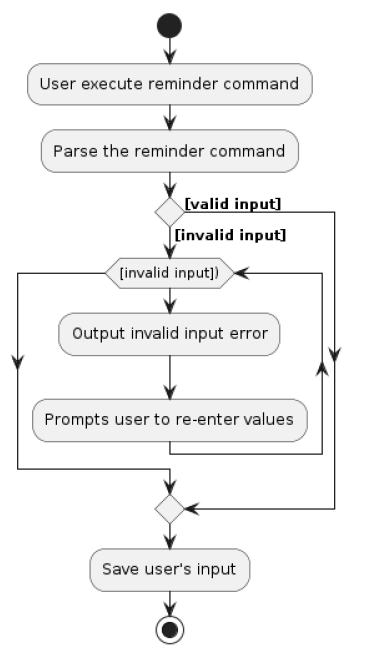 User execute reminder command
Parse the reminder command
[valid input]
[invalid input]
[invalid input])
Output invalid input error
Prompts user to re-enter values
Save user's input